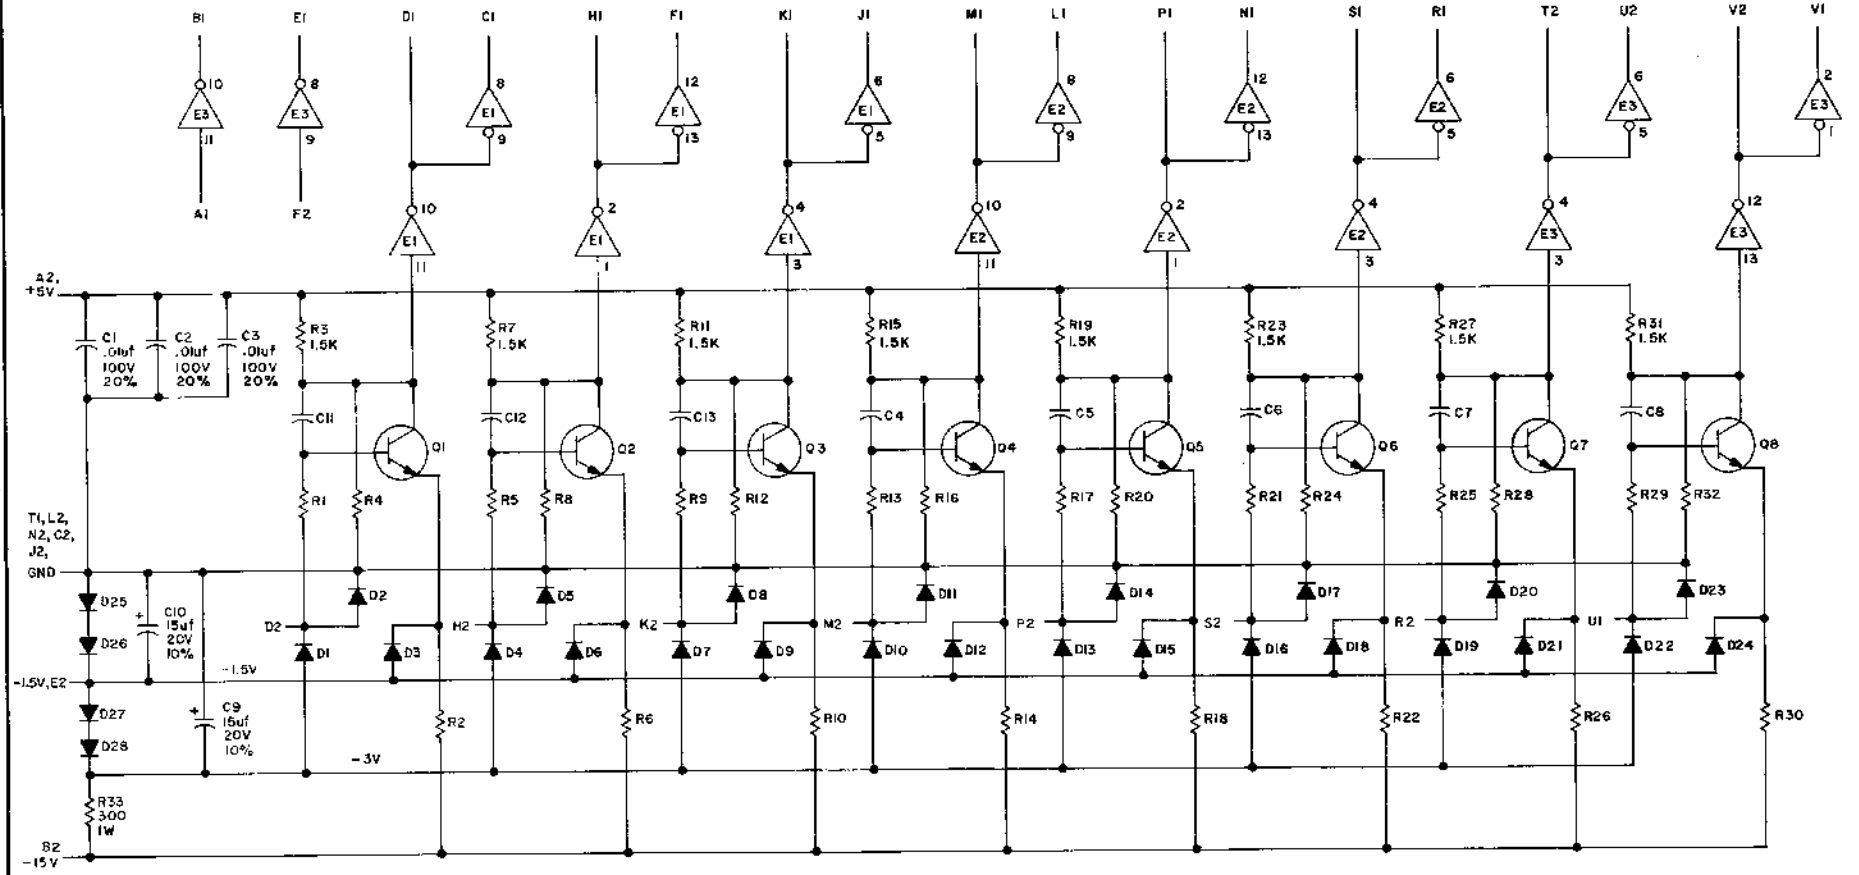 B1 E1 D1 C1 H1 F1 K1 J1 M1 L1 P1 N1 S1 R1 T2 U2 V2 V1
10 8 8 12 6 8 12 6 6 2
E3 E3 E1 E1 E1 E2 E2 E2 E3 E3
11 9 9 13 5 9 13 5 5 1
A1 F2 10 2 4 10 2 4 4 12
E1 E1 E1 E2 E2 E2 E3 E3
11 1 3 11 1 3 3 13
A2,
+5V
C1 C2 C3 R3 R7 R11 R15 R19 R23 R27 R31
.01uf .01uf .01uf 1.5K 1.5K 1.5K 1.5K 1.5K 1.5K 1.5K 1.5K
100V 100V 100V
20% 20% 20%
C11 C12 C13 C4 C5 C6 C7 C8
Q1 Q2 Q3 Q4 Q5 Q6 Q7 Q8
R1 R4 R5 R8 R9 R12 R13 R16 R17 R20 R21 R24 R25 R28 R29 R32
T1, L2,
N2, C2,
J2,
GND
D25 D2 D5 D8 D11 D14 D17 D20 D23
C10
+ 15uf
20V
10%
D2 H2 K2 M2 P2 S2 R2 U1
D26 D1 D3 D4 D6 D7 D9 D10 D12 D13 D15 D16 D18 D19 D21 D22 D24
-1.5V
-1.5V, E2
D27 + C9
15uf
20V
10%
D28
R2 R6 R10 R14 R18 R22 R26 R30
-3V
R33
300
1W
B2
-15V